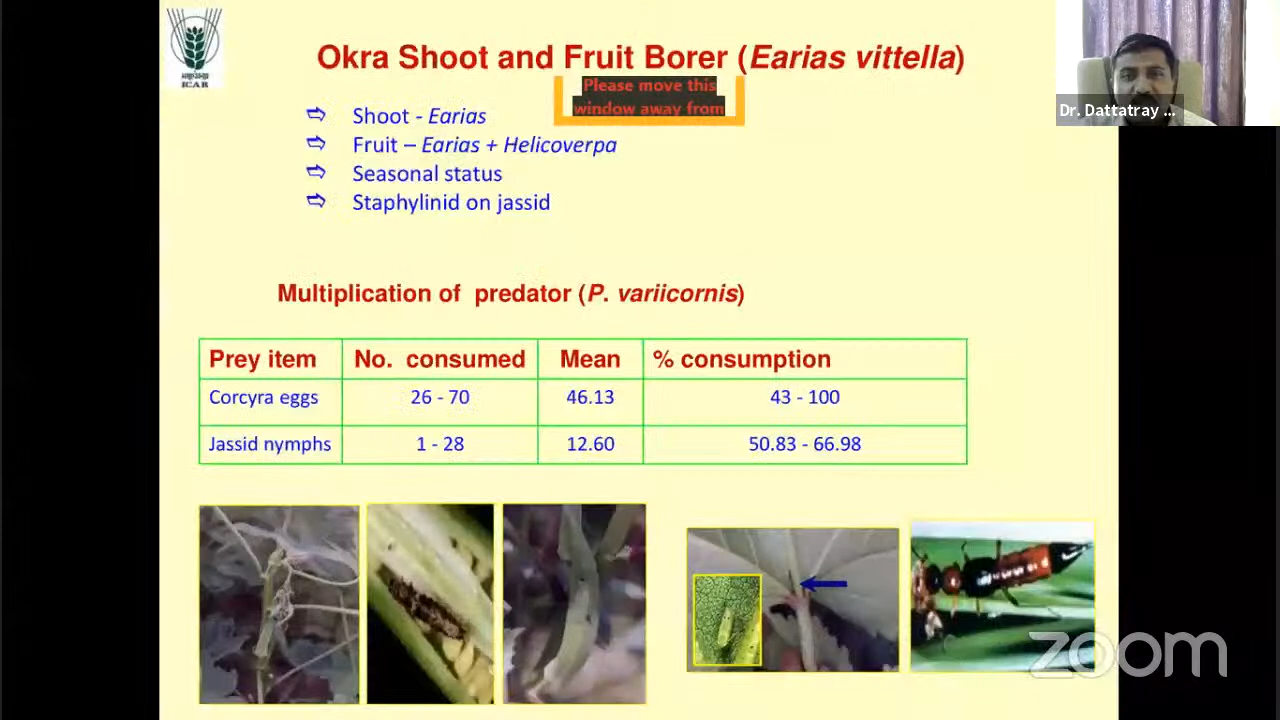 Okra Shoot and Fruit Borer (Earias vittella)
ICAR
Please move this
window away from
Dr. Dattatray ...
Shoot - Earias
Fruit – Earias + Helicoverpa
Seasonal status
Staphylinid on jassid
Multiplication of predator (P. variicornis)
Prey item No. consumed Mean % consumption
Corcyra eggs 26 - 70 46.13 43 - 100
Jassid nymphs 1 - 28 12.60 50.83 - 66.98
zoom